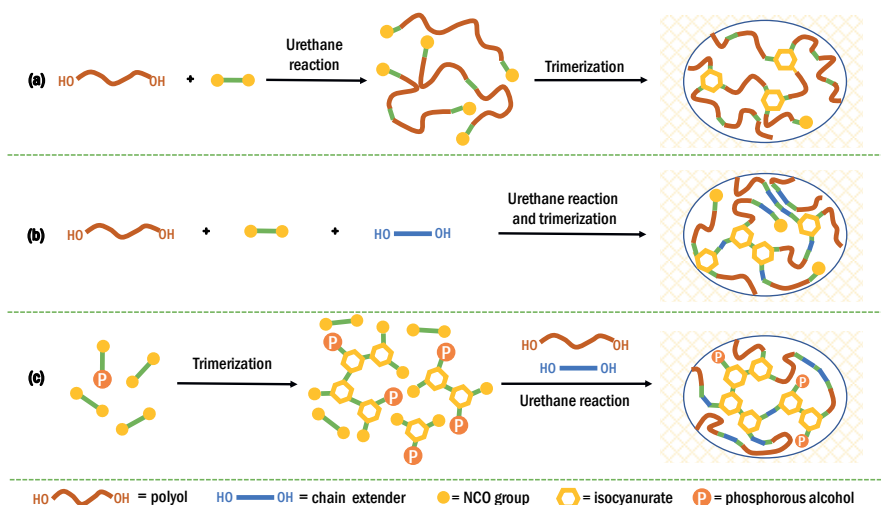 Urethane
reaction
Trimerization
(a) HO OH +
Urethane reaction
and trimerization
(b) HO OH + + HO OH
Trimerization
HO OH
HO OH
Urethane reaction
(c)
P
P
P
P
P
P
P
P
P
HO OH = polyol HO OH = chain extender = NCO group = isocyanurate P = phosphorous alcohol